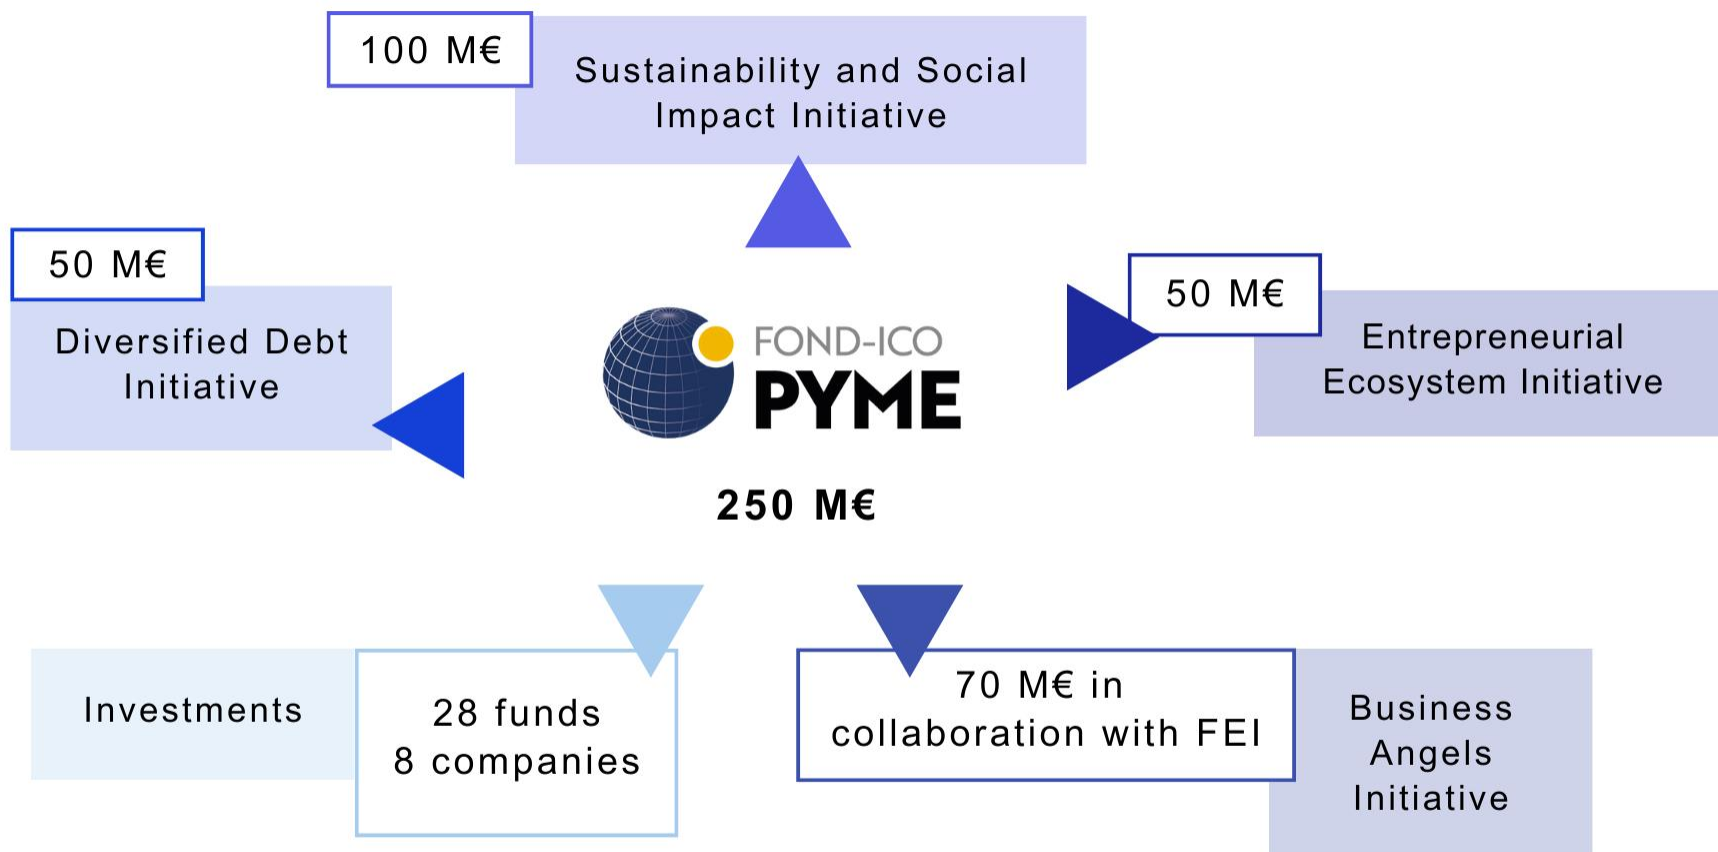 100 M€
Sustainability and Social
Impact Initiative
50 M€
Diversified Debt
Initiative
FOND-ICO
PYME
250 M€
50 M€
Entrepreneurial
Ecosystem Initiative
Investments
28 funds
8 companies
70 M€ in
collaboration with FEI
Business
Angels
Initiative